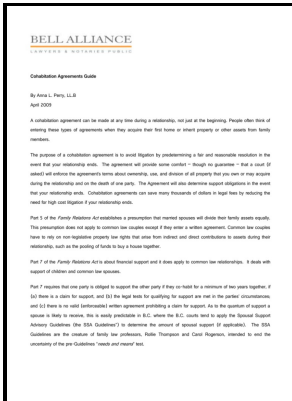 BELL ALLIANCE
LAWYERS & NOTARIES PUBLIC
Cohabitation Agreements Guide
By Anna L. Perry, LL.B
April 2009
A cohabitation agreement can be made at any time during a relationship, not just at the beginning. People often think of
entering these types of agreements when they acquire their first home or inherit property or other assets from family
members.
The purpose of a cohabitation agreement is to avoid litigation by predetermining a fair and reasonable resolution in the
event that your relationship ends. The agreement will provide some comfort – though no guarantee – that a court (if
asked) will enforce the agreement's terms about ownership, use, and division of all property that you own or may acquire
during the relationship and on the death of one party. The Agreement will also determine support obligations in the event
that your relationship ends. Cohabitation agreements can save many thousands of dollars in legal fees by reducing the
need for high cost litigation if your relationship ends.
Part 5 of the Family Relations Act establishes a presumption that married spouses will divide their family assets equally.
This presumption does not apply to common law couples except if they enter a written agreement. Common law couples
have to rely on non-legislative property law rights that arise from indirect and direct contributions to assets during their
relationship, such as the pooling of funds to buy a house together.
Part 7 of the Family Relations Act is about financial support and it does apply to common law relationships. It deals with
support of children and common law spouses.
Part 7 requires that one party is obliged to support the other party if they co-habit for a minimum of two years together, if
(a) there is a claim for support, and (b) the legal tests for qualifying for support are met in the parties' circumstances,
and (c) there is no valid (enforceable) written agreement prohibiting a claim for support. As to the quantum of support a
spouse is likely to receive, this is easily predictable in B.C. where the B.C. courts tend to apply the Spousal Support
Advisory Guidelines (the SSA Guidelines") to determine the amount of spousal support (if applicable). The SSA
Guidelines are the creature of family law professors, Rollie Thompson and Carol Rogerson, intended to end the
uncertainty of the pre-Guidelines "needs and means" test.